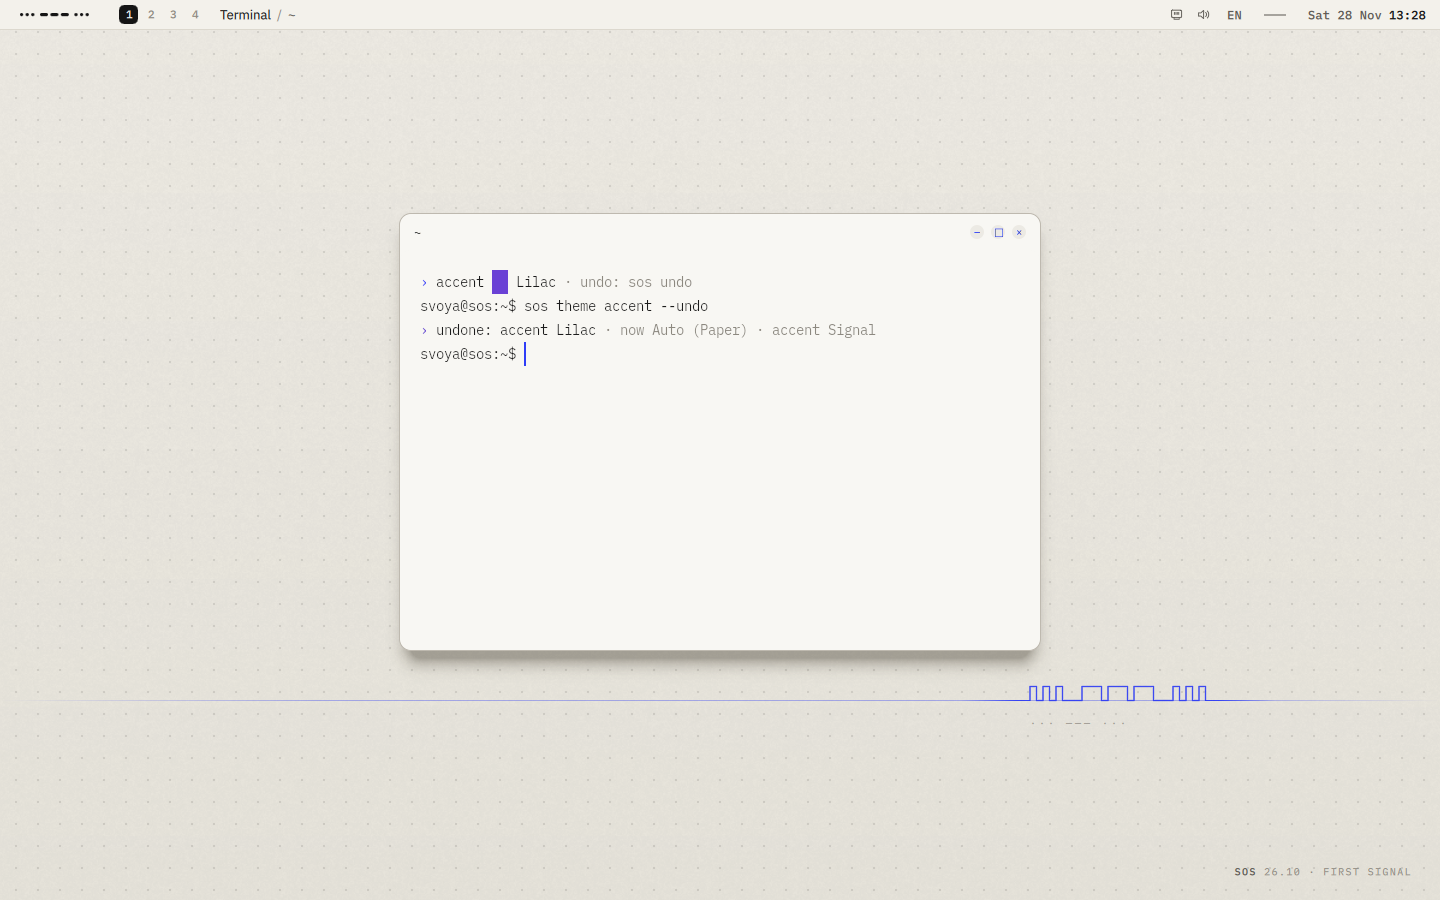 1 2 3 4 Terminal / ~ EN Sat 28 Nov 13:28
~
› accent Lilac · undo: sos undo
svoya@sos:~$ sos theme accent --undo
› undone: accent Lilac · now Auto (Paper) · accent Signal
svoya@sos:~$
··· ––– ···
SOS 26.10 · FIRST SIGNAL